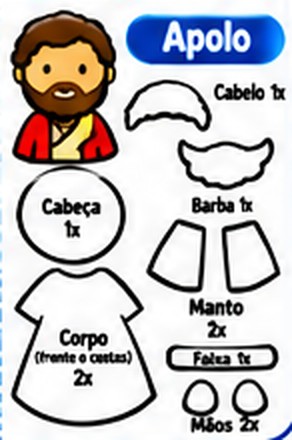 Apolo
Cabelo 1x
Barba 1x
Cabeça
1x
Manto
2x
Corpo
(frente e costas)
2x
Faixa 1x
Mãos 2x